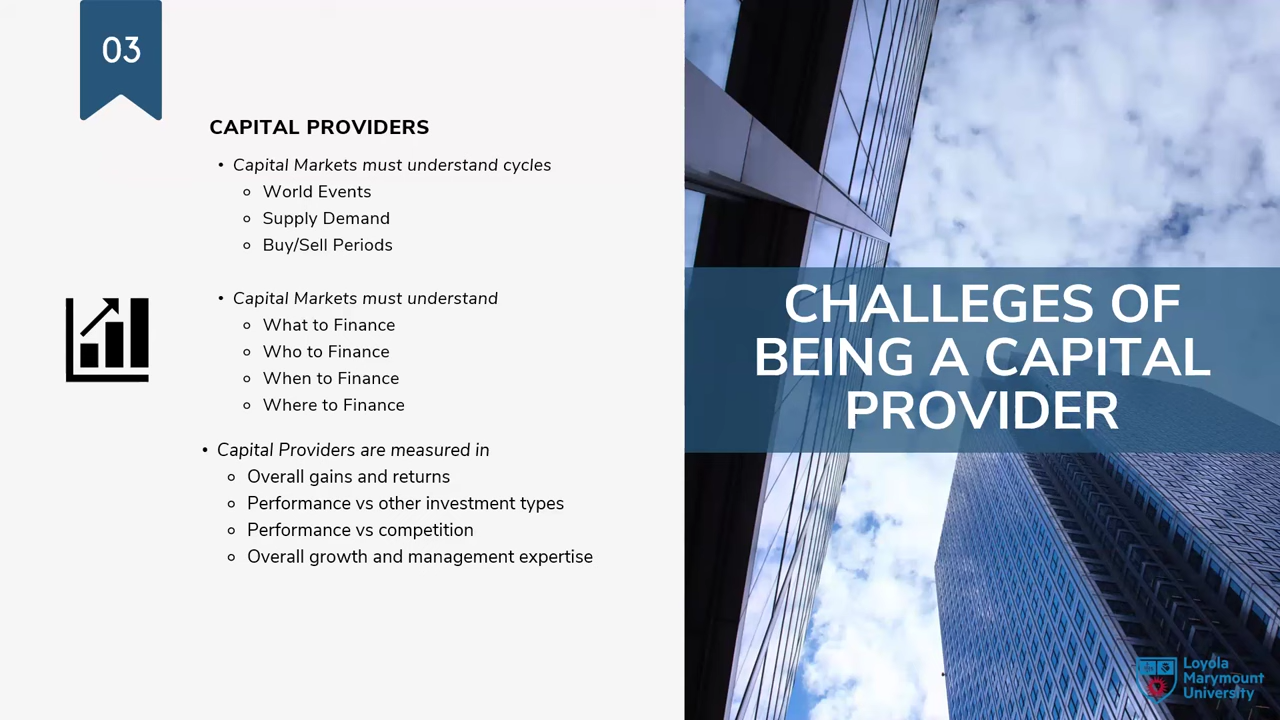 03
CAPITAL PROVIDERS
• Capital Markets must understand cycles
○ World Events
○ Supply Demand
○ Buy/Sell Periods
• Capital Markets must understand
○ What to Finance
○ Who to Finance
○ When to Finance
○ Where to Finance
• Capital Providers are measured in
○ Overall gains and returns
○ Performance vs other investment types
○ Performance vs competition
○ Overall growth and management expertise
CHALLEGES OF
BEING A CAPITAL
PROVIDER
Loyola
Marymount
University